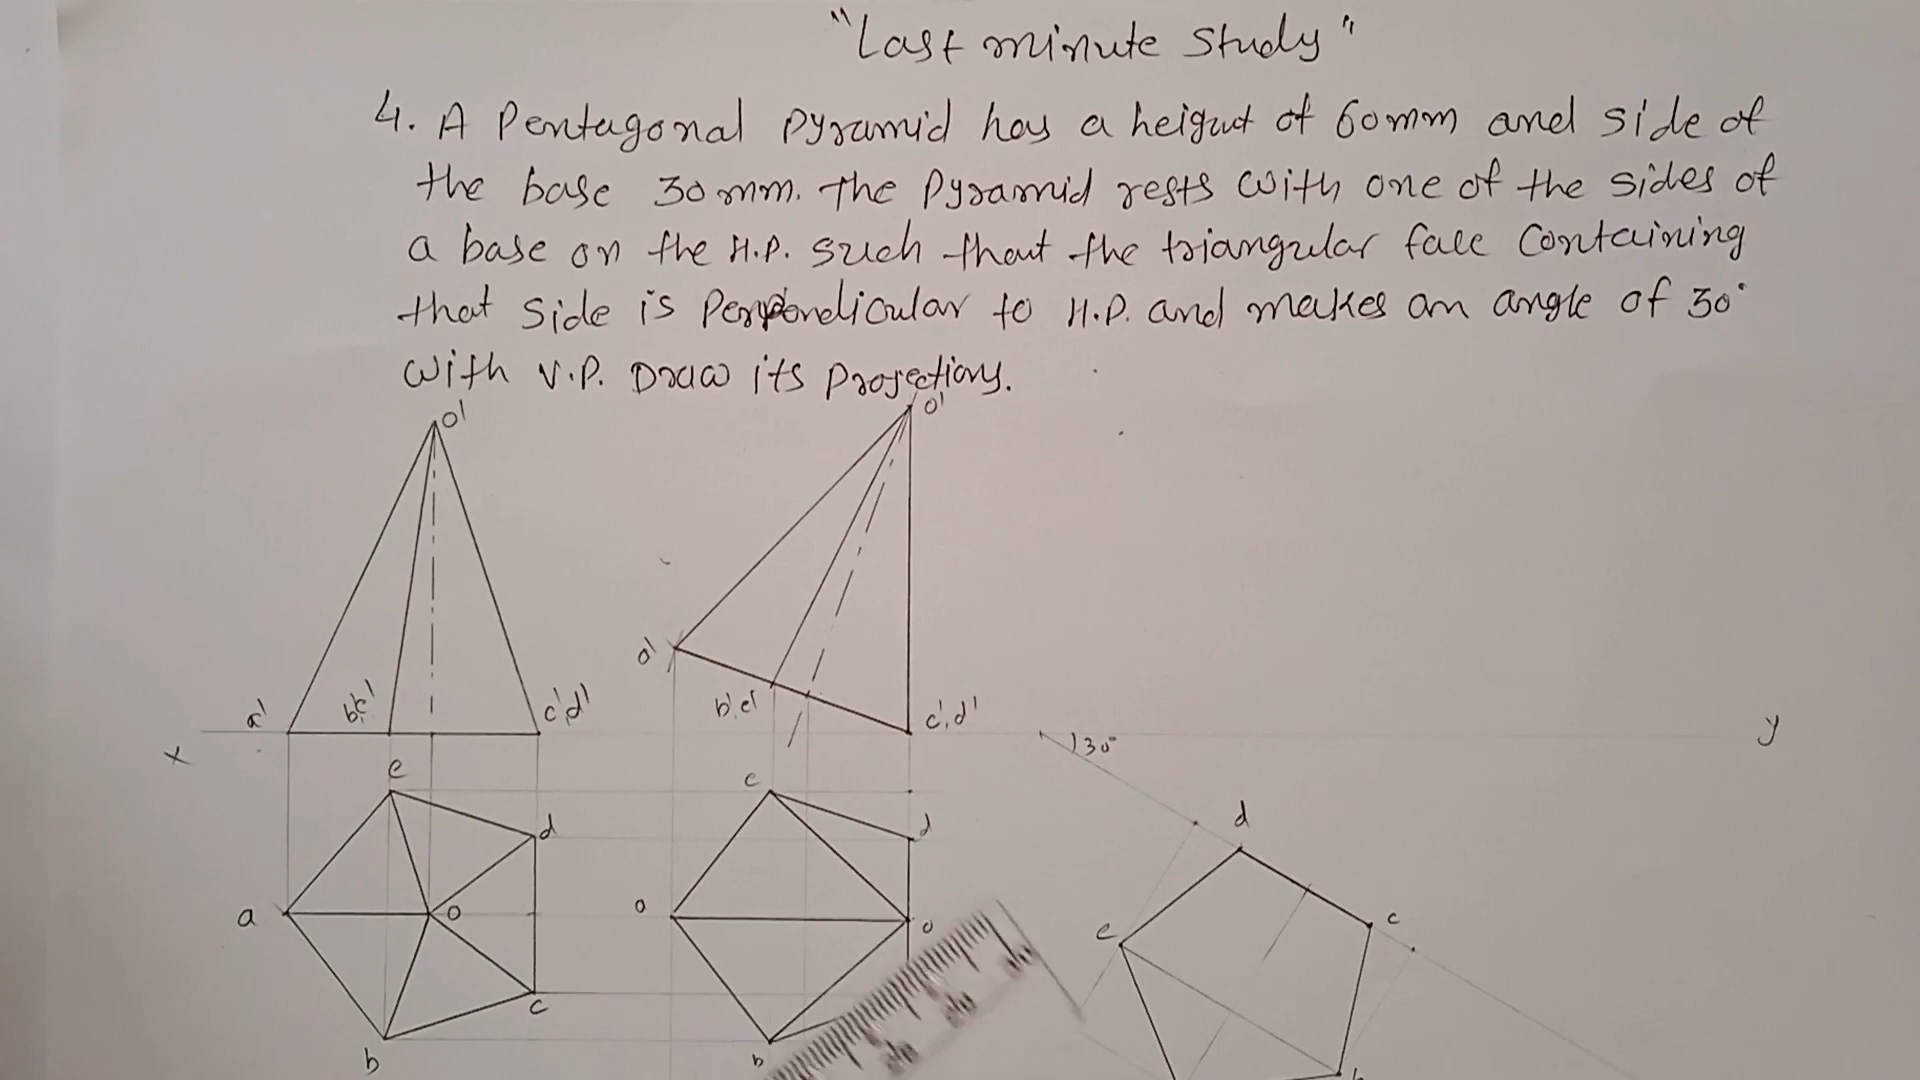 "Last minute Study"
4. A Pentagonal pyramid has a height of 60mm and side of
the base 30 mm. The Pyramid rests with one of the sides of
a base on the H.P. such that the triangular face Containing
that side is Perpendicular to H.P. and makes an angle of 30°
with V.P. Draw its Projections.
o' o'
a' b'e' c'd' a' b'e' c',d'
x y
30°
e d a o c b
e d a o b
d c e b